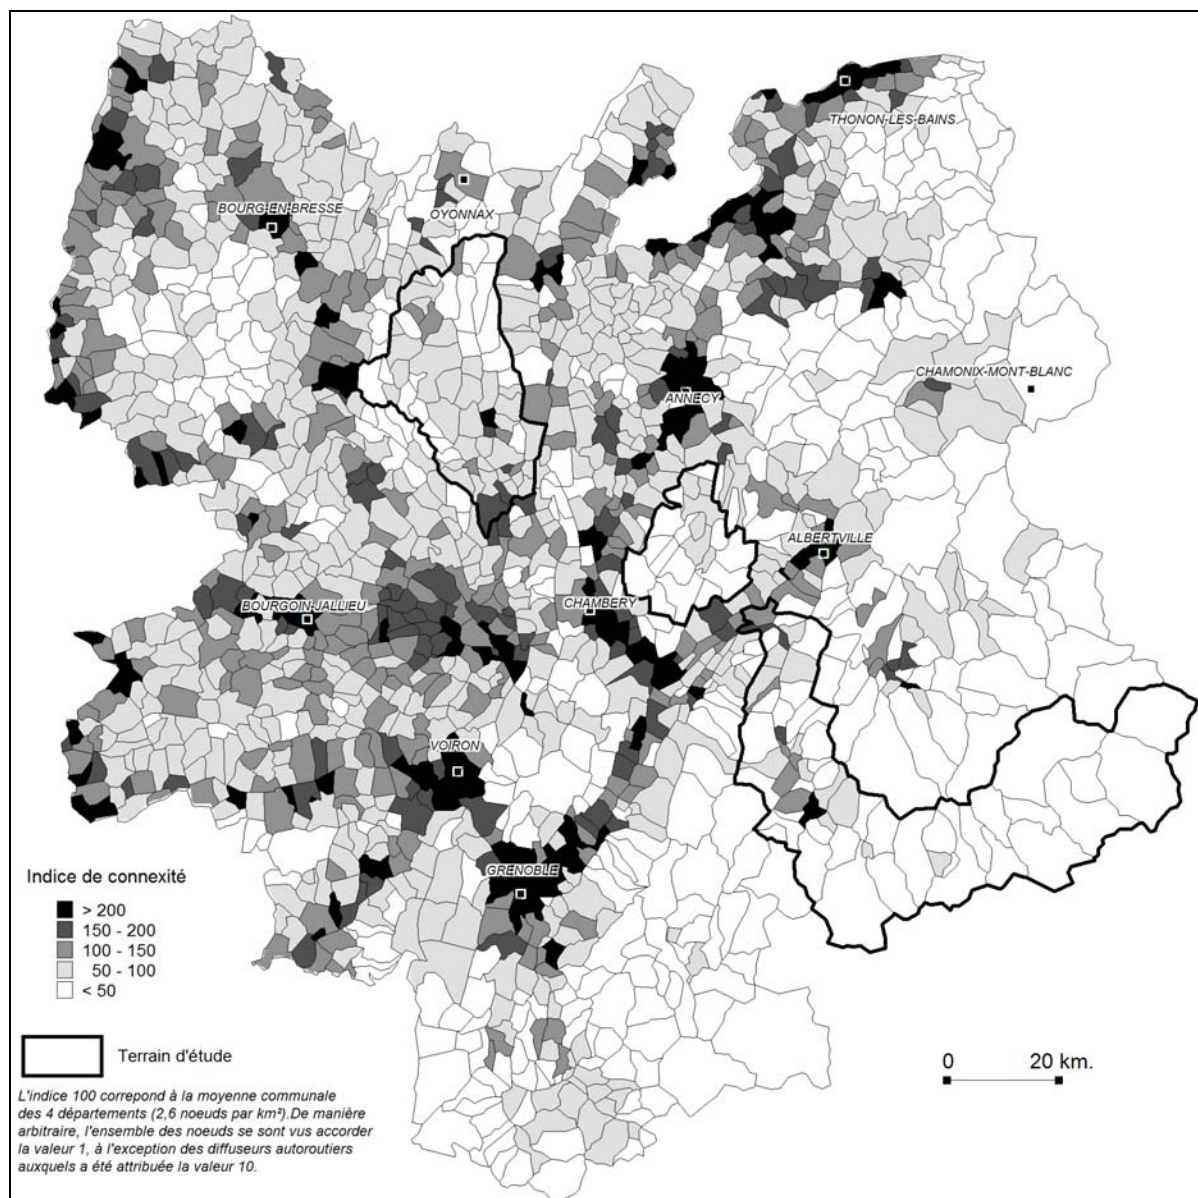 THONON-LES-BAINS
BOURG-EN-BRESSE
OYONNAX
CHAMONIX-MONT-BLANC
ANNECY
ALBERTVILLE
BOURGOIN-JALLIEU
CHAMBERY
VOIRON
GRENOBLE
Indice de connexité
> 200
150 - 200
100 - 150
50 - 100
< 50
Terrain d'étude
0 20 km.
L'indice 100 correpond à la moyenne communale
des 4 départements (2,6 noeuds par km²).De manière
arbitraire, l'ensemble des noeuds se sont vus accorder
la valeur 1, à l'exception des diffuseurs autoroutiers
auxquels a été attribuée la valeur 10.